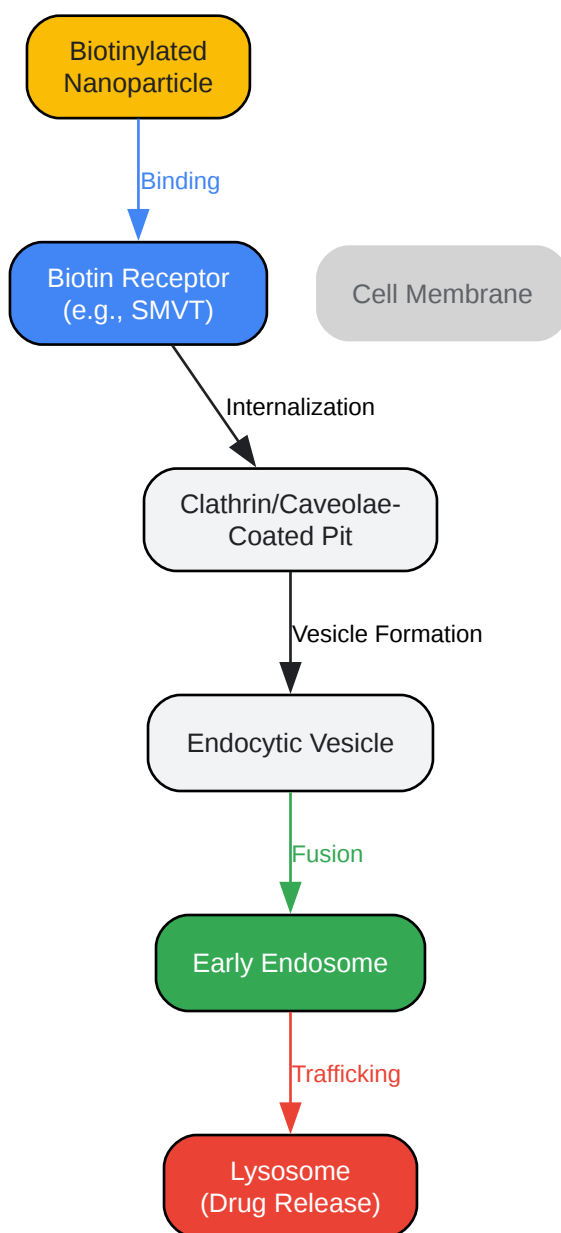 Biotinylated
Nanoparticle
Binding
Biotin Receptor
(e.g., SMVT)
Cell Membrane
Internalization
Clathrin/Caveolae-
Coated Pit
Vesicle Formation
Endocytic Vesicle
Fusion
Early Endosome
Trafficking
Lysosome
(Drug Release)